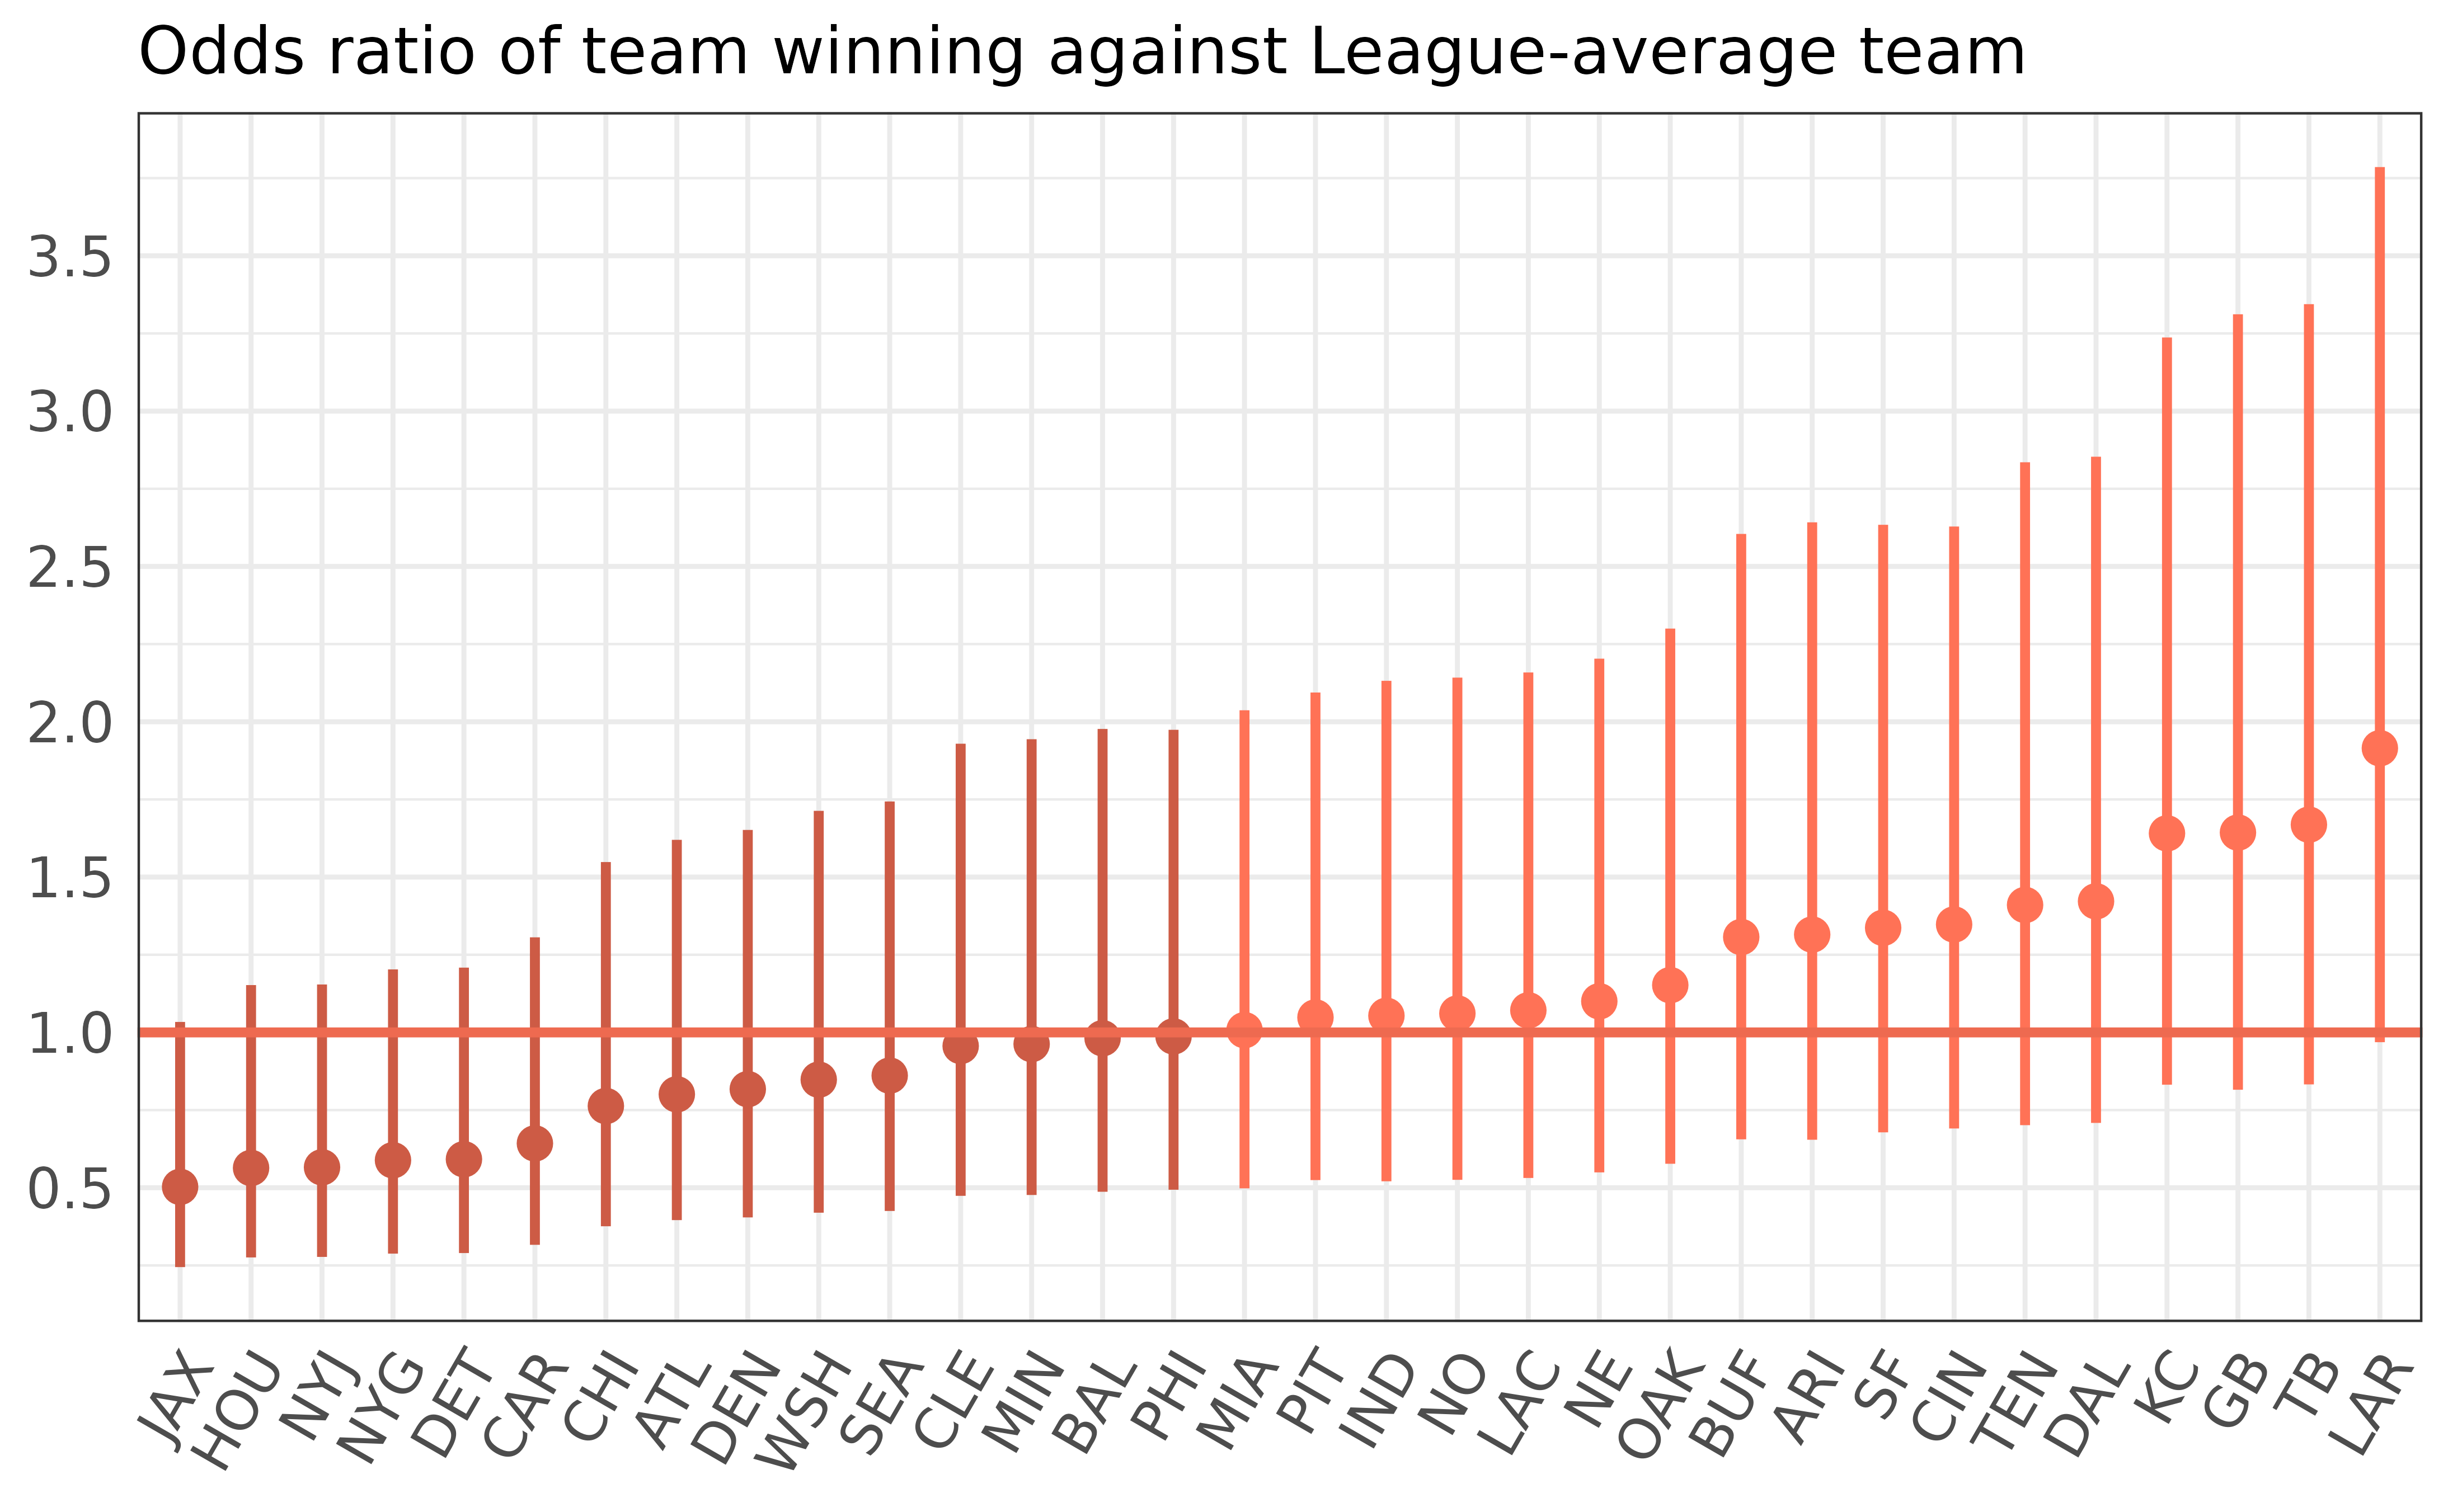 Odds ratio of team winning against League-average team
3.5
3.0
2.5
2.0
1.5
1.0
0.5
JAX
HOU
NYJ
NYG
DET
CAR
CHI
ATL
DEN
WSH
SEA
CLE
MIN
BAL
PHI
MIA
PIT
IND
NO
LAC
NE
OAK
BUF
ARI
SF
CIN
TEN
DAL
KC
GB
TB
LAR